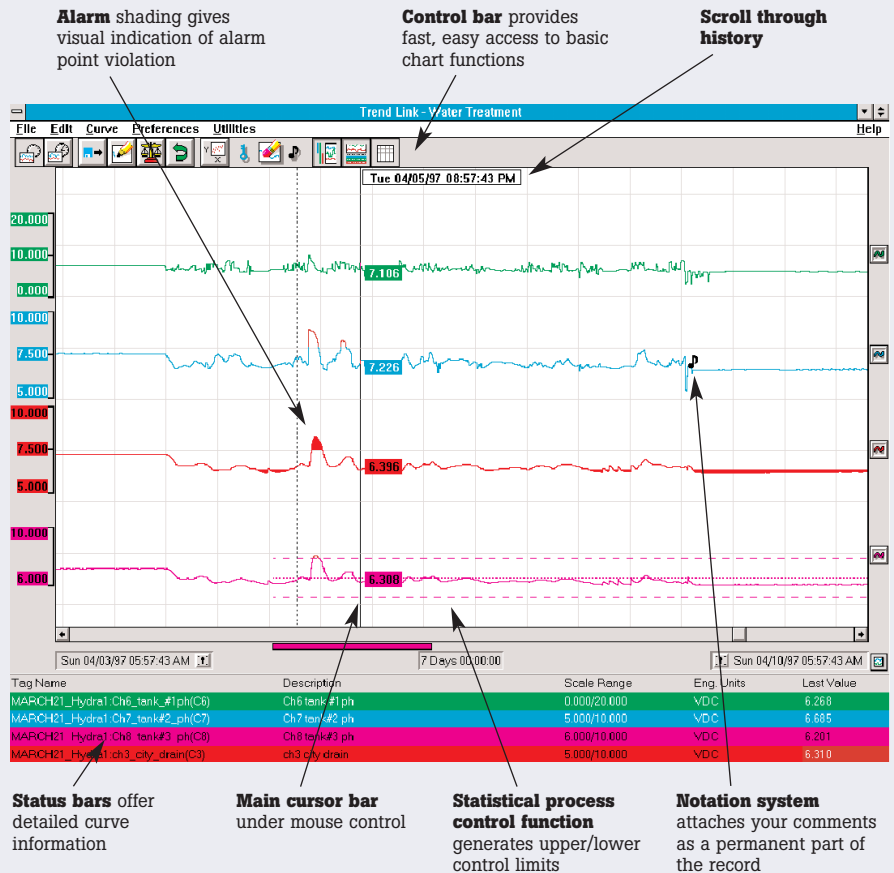 Alarm shading gives
visual indication of alarm
point violation
Control bar provides
fast, easy access to basic
chart functions
Scroll through
history
Trend Link - Water Treatment
File Edit Curve Preferences Utilities Help
Tue 04/05/97 08:57:43 PM
20.000
10.000
0.000
7.106
10.000
7.500
5.000
7.226
10.000
7.500
5.000
6.396
10.000
6.000
6.308
Sun 04/03/97 05:57:43 AM
7 Days 00:00:00
Sun 04/10/97 05:57:43 AM
Tag Name Description Scale Range Eng. Units Last Value
MARCH21_Hydra1:Ch6_tank_#1ph(C6) Ch6 tank#1 ph 0.000/20.000 VDC 6.268
MARCH21_Hydra1:Ch7_tank#2_ph(C7) Ch7 tank#2 ph 5.000/10.000 VDC 6.685
MARCH21_Hydra1:Ch8_tank#3_ph(C8) Ch8 tank#3 ph 6.000/10.000 VDC 6.201
MARCH21_Hydra1:ch3_city_drain(C3) ch3 city drain 5.000/10.000 VDC 6.310
Status bars offer
detailed curve
information
Main cursor bar
under mouse control
Statistical process
control function
generates upper/lower
control limits
Notation system
attaches your comments
as a permanent part of
the record